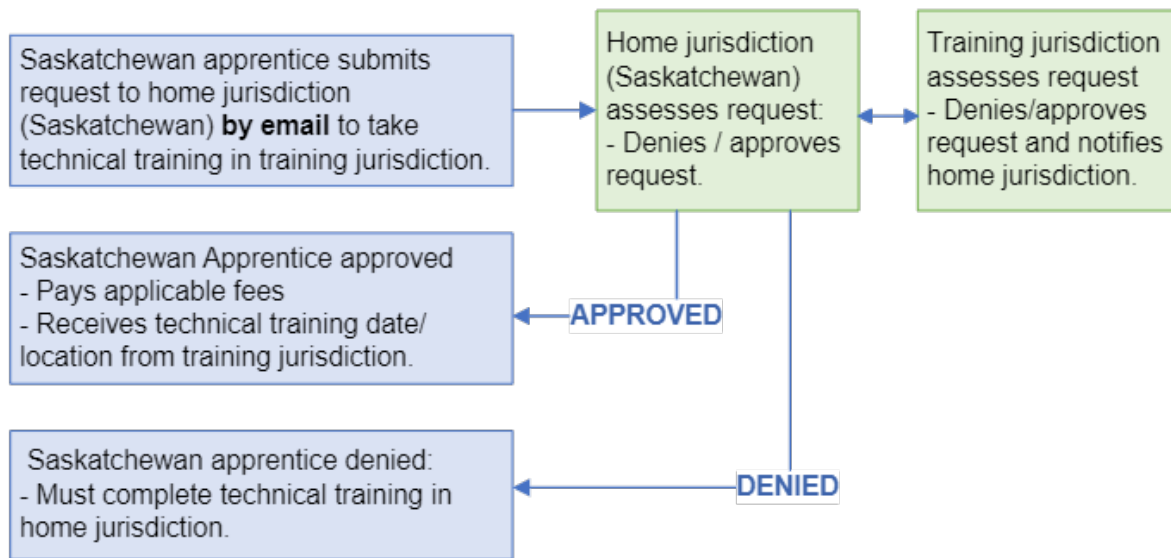 Saskatchewan apprentice submits
request to home jurisdiction
(Saskatchewan) by email to take
technical training in training jurisdiction.
Home jurisdiction
(Saskatchewan)
assesses request:
- Denies / approves
request.
Training jurisdiction
assesses request
- Denies/approves
request and notifies
home jurisdiction.
Saskatchewan Apprentice approved
- Pays applicable fees
- Receives technical training date/
location from training jurisdiction.
APPROVED
Saskatchewan apprentice denied:
- Must complete technical training in
home jurisdiction.
DENIED